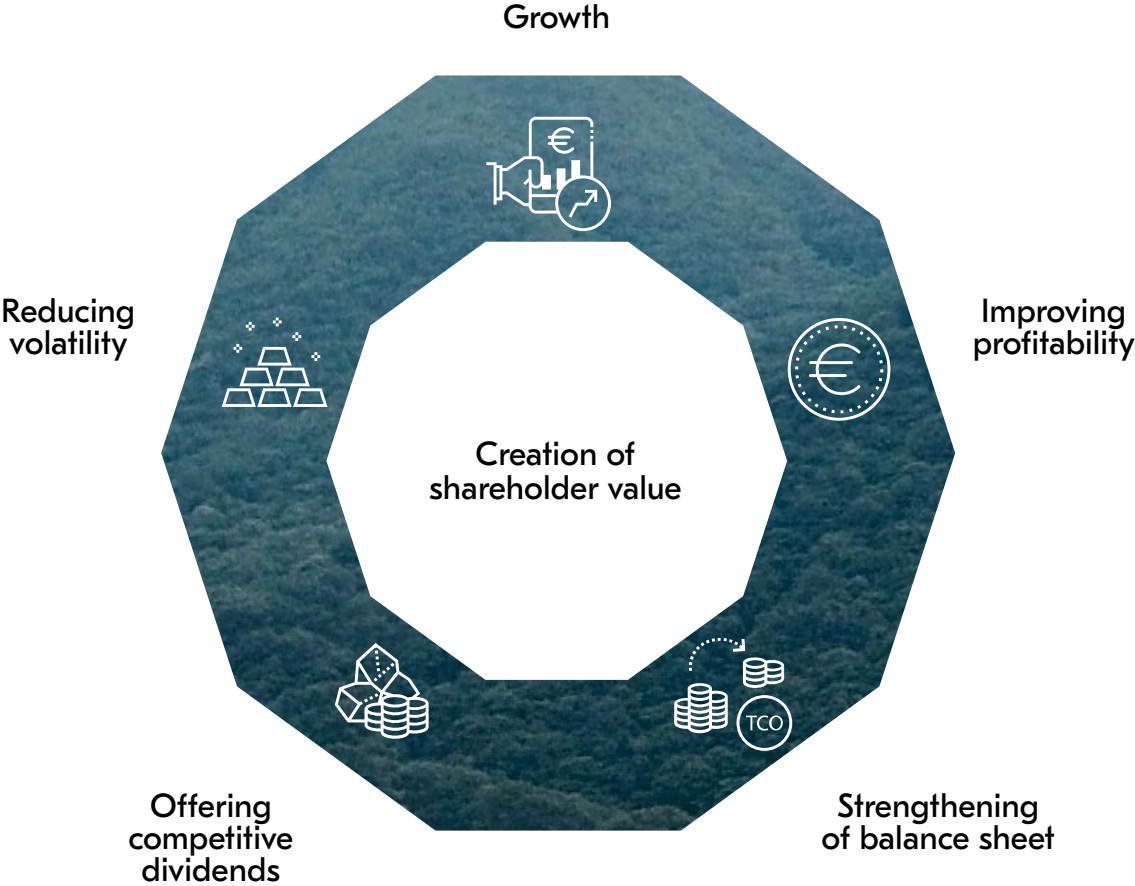 Growth
Reducing
volatility
€
Improving
profitability
€
Creation of
shareholder value
TCO
Offering
competitive
dividends
Strengthening
of balance sheet